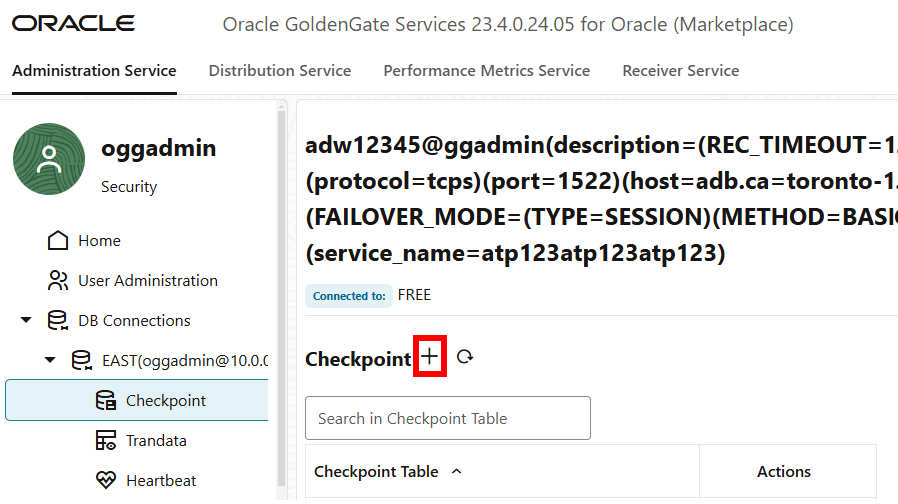 ORACLE
Oracle GoldenGate Services 23.4.0.24.05 for Oracle (Marketplace)
Administration Service
Distribution Service
Performance Metrics Service
Receiver Service
oggadmin
Security
Home
User Administration
DB Connections
EAST(oggadmin@10.0.0
Checkpoint
Trandata
Heartbeat
adw12345@ggadmin(description=(REC_TIMEOUT=1
(protocol=tcps)(port=1522)(host=adb.ca=toronto-1.
(FAILOVER_MODE=(TYPE=SESSION)(METHOD=BASIC
(service_name=atp123atp123atp123)
Connected to: FREE
Checkpoint
Search in Checkpoint Table
Checkpoint Table
Actions